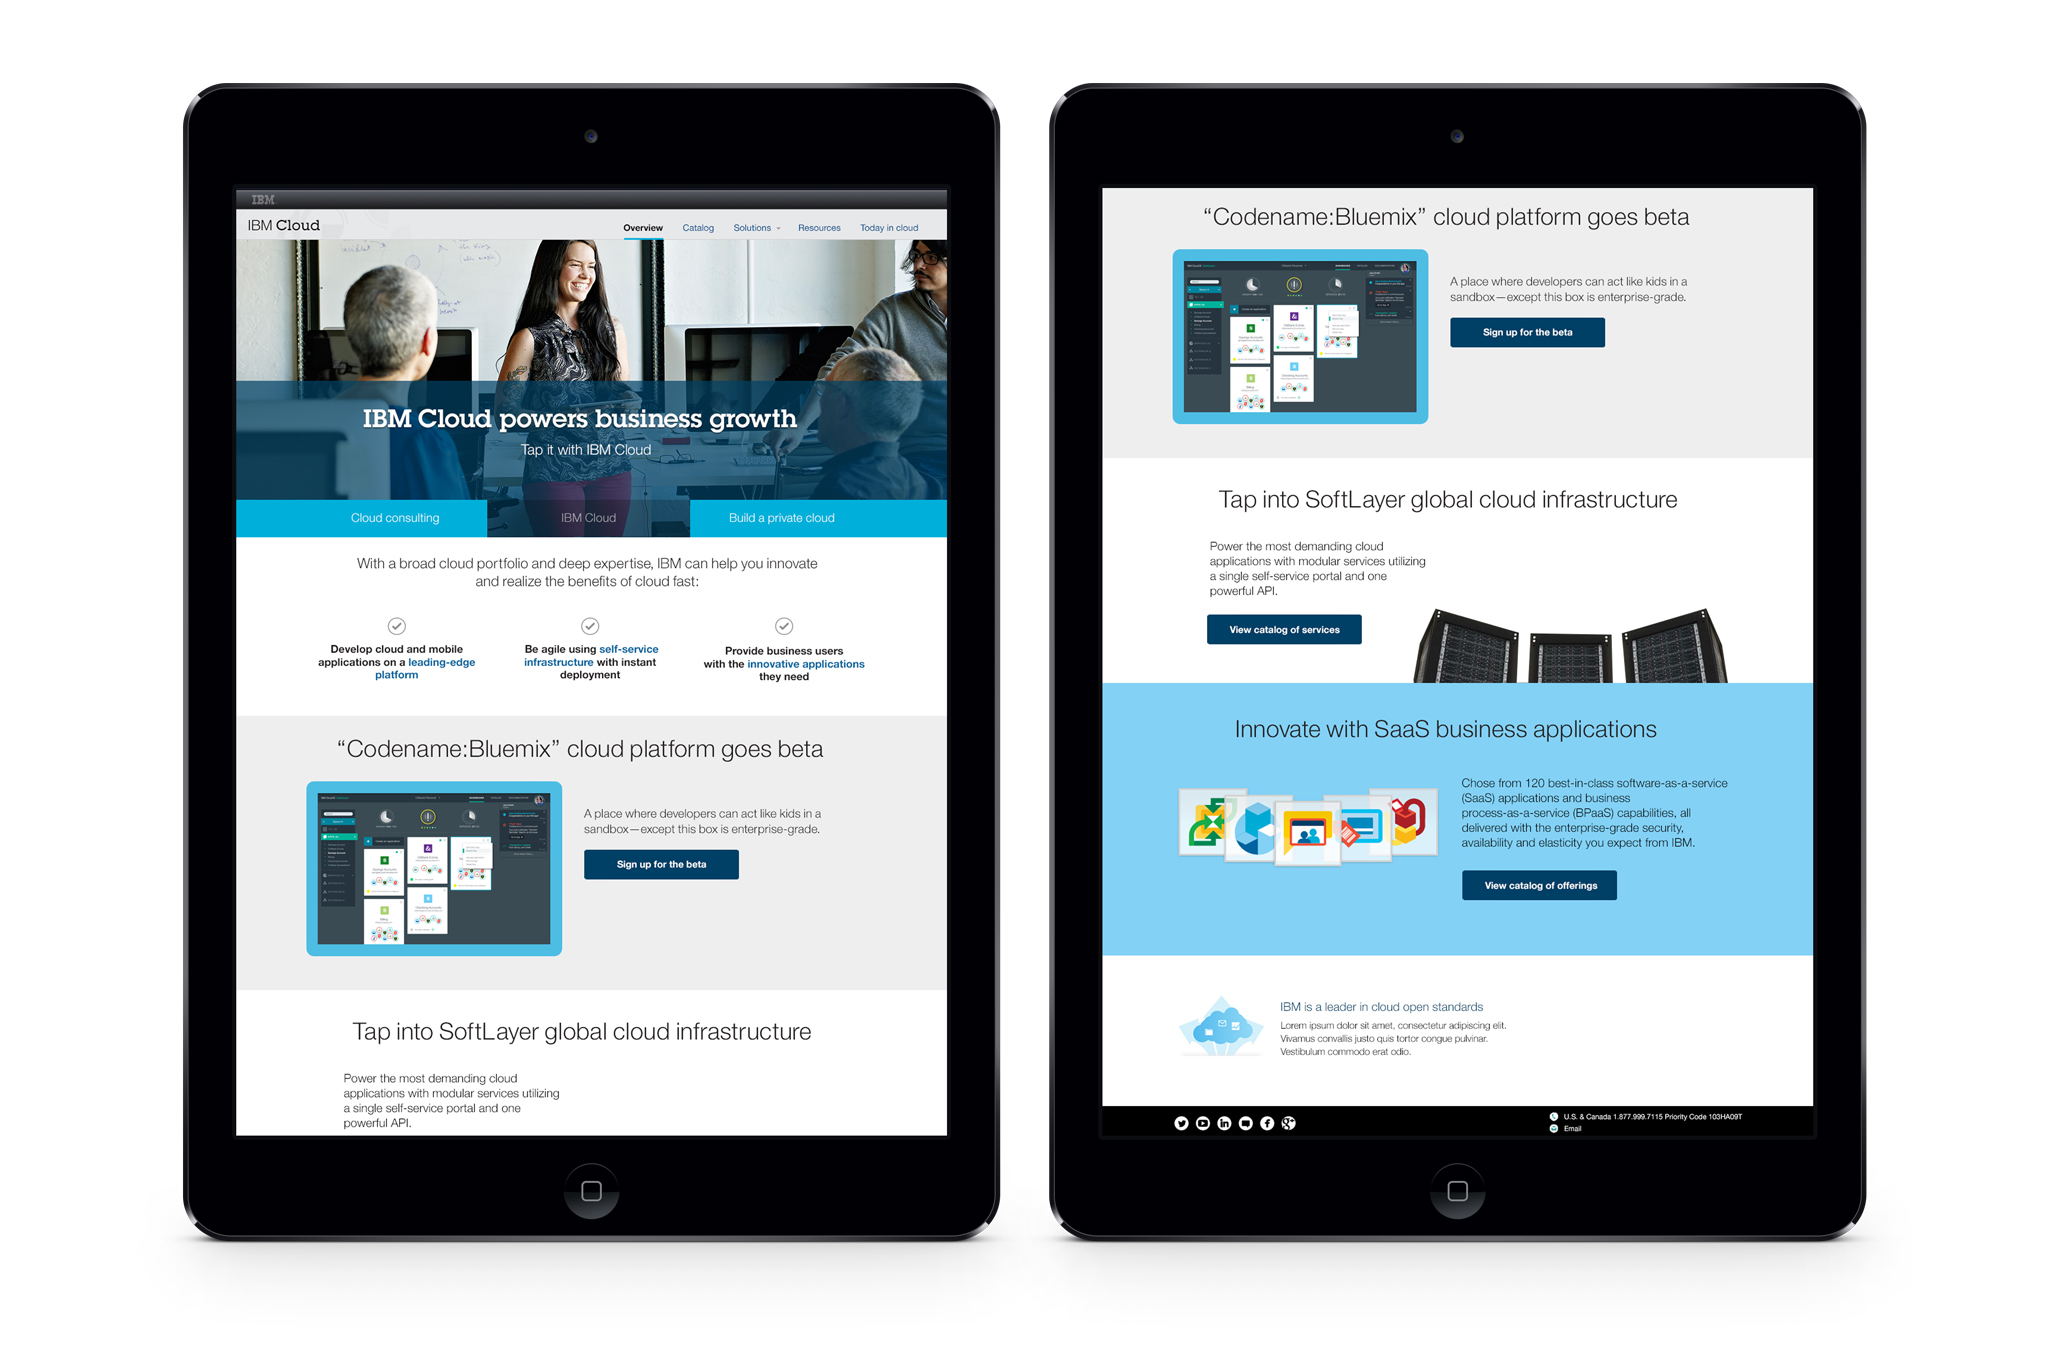 IBM
IBM Cloud
Overview
Catalog
Solutions
Resources
Today in cloud
IBM Cloud powers business growth
Tap it with IBM Cloud
Cloud consulting
IBM Cloud
Build a private cloud
With a broad cloud portfolio and deep expertise, IBM can help you innovate
and realize the benefits of cloud fast:
Develop cloud and mobile
applications on a leading-edge
platform
Be agile using self-service
infrastructure with instant
deployment
Provide business users
with the innovative applications
they need
“Codename:Bluemix” cloud platform goes beta
A place where developers can act like kids in a
sandbox—except this box is enterprise-grade.
Sign up for the beta
Tap into SoftLayer global cloud infrastructure
Power the most demanding cloud
applications with modular services utilizing
a single self-service portal and one
powerful API.
“Codename:Bluemix” cloud platform goes beta
A place where developers can act like kids in a
sandbox—except this box is enterprise-grade.
Sign up for the beta
Tap into SoftLayer global cloud infrastructure
Power the most demanding cloud
applications with modular services utilizing
a single self-service portal and one
powerful API.
View catalog of services
Innovate with SaaS business applications
Chose from 120 best-in-class software-as-a-service
(SaaS) applications and business
process-as-a-service (BPaaS) capabilities, all
delivered with the enterprise-grade security,
availability and elasticity you expect from IBM.
View catalog of offerings
IBM is a leader in cloud open standards
Lorem ipsum dolor sit amet, consectetur adipiscing elit.
Vivamus convallis justo quis tortor congue pulvinar.
Vestibulum commodo erat odio.
U.S. & Canada 1.877.999.7115 Priority Code 103HA09T
Email